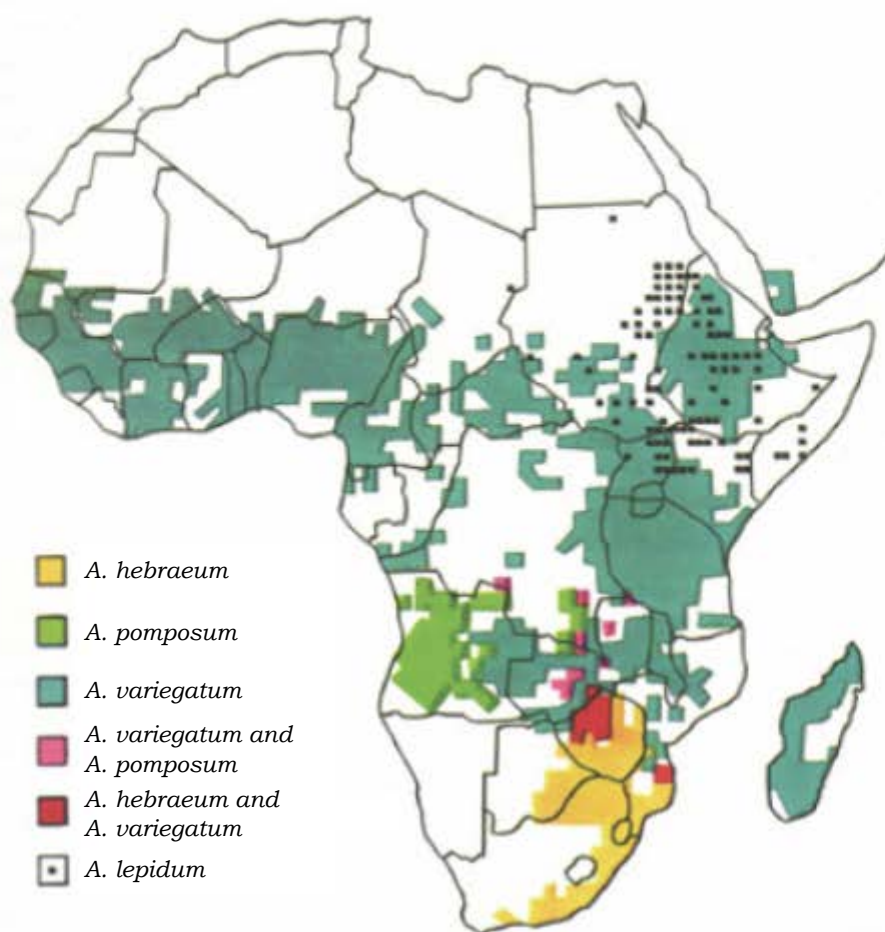 A. hebraeum
A. pomposum
A. variegatum
A. variegatum and
A. pomposum
A. hebraeum and
A. variegatum
A. lepidum